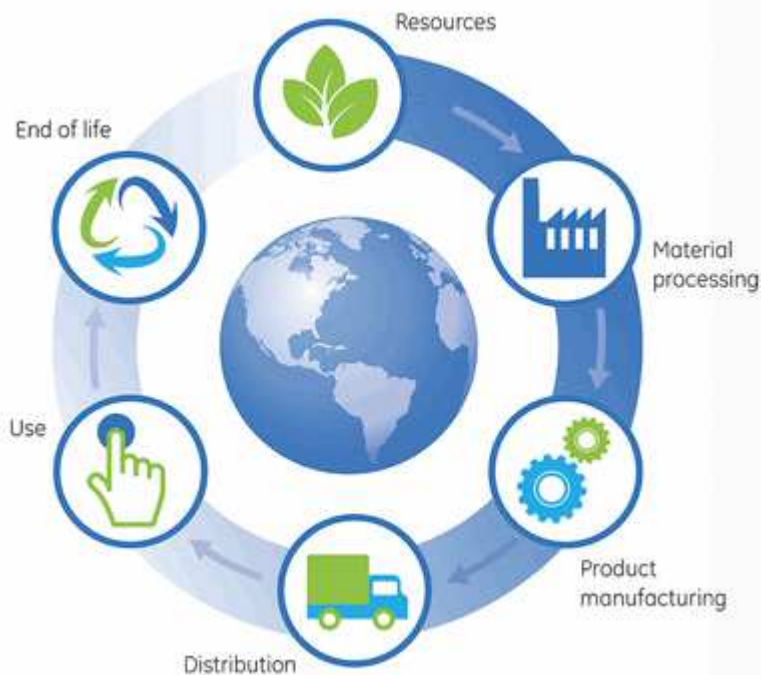 Resources
Material
processing
Product
manufacturing
Distribution
Use
End of life